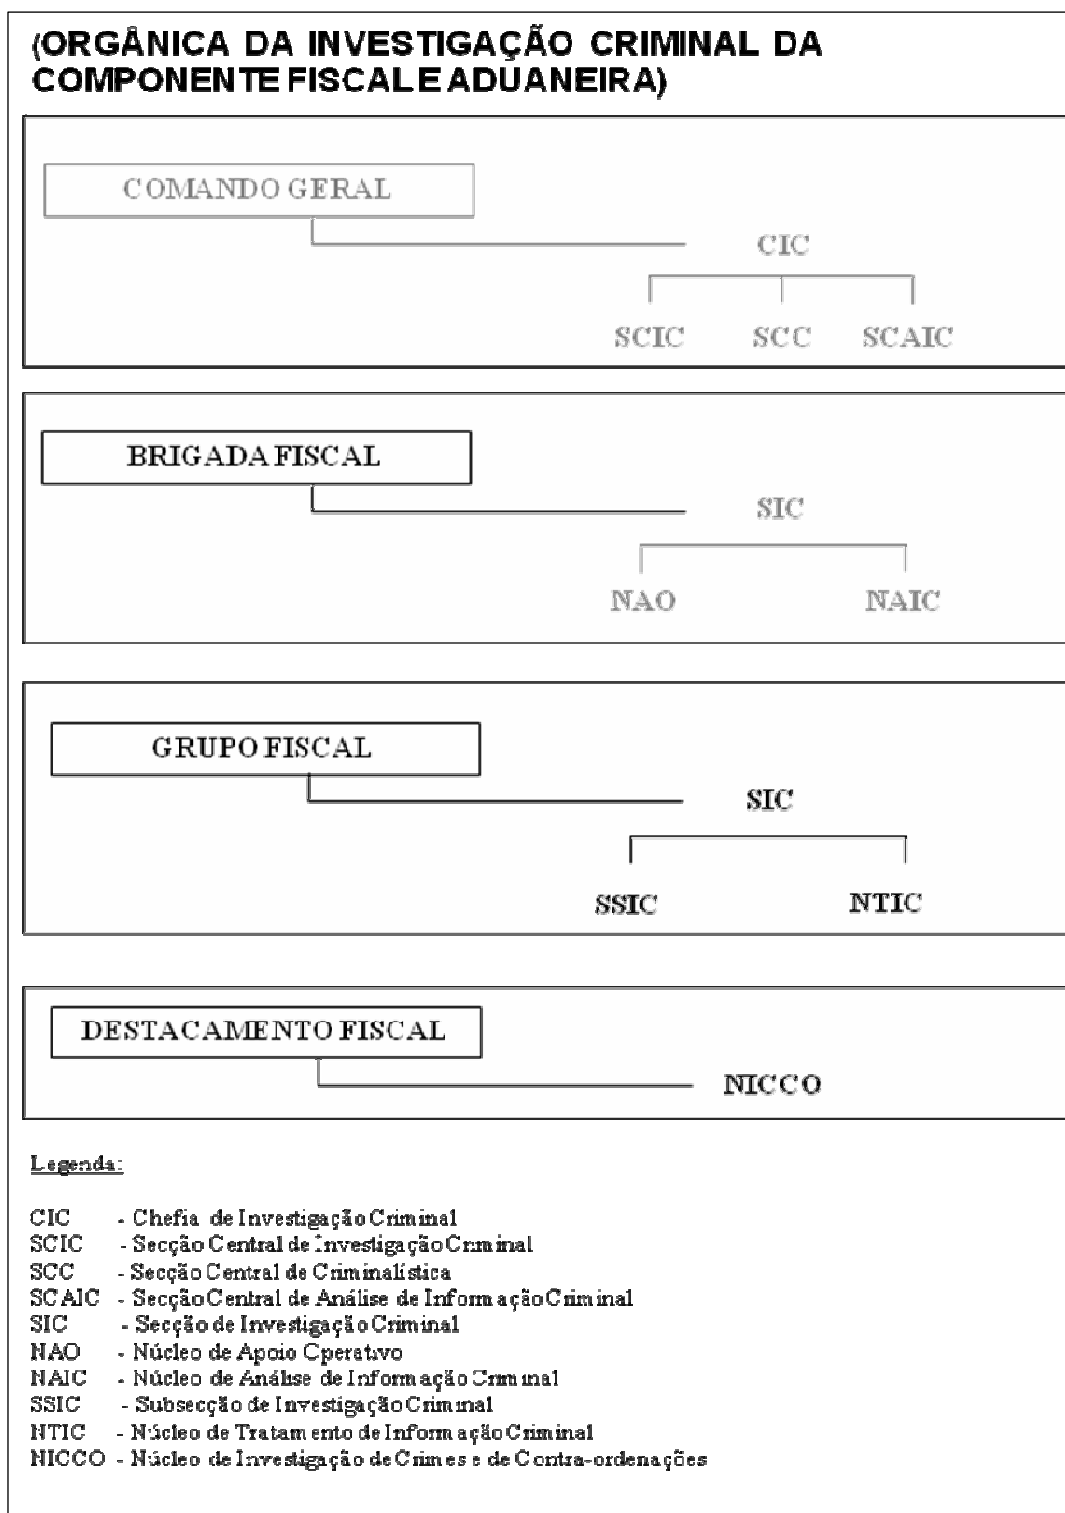 (ORGÂNICA DA INVESTIGAÇÃO CRIMINAL DA
COMPONENTE FISCAL E ADUANEIRA)
COMANDO GERAL
CIC
SCIC SCC SCAIC
BRIGADA FISCAL
SIC
NAO NAIC
GRUPO FISCAL
SIC
SSIC NTIC
DESTACAMENTO FISCAL
NICCO
Legenda:
CIC - Chefia de Investigação Criminal
SCIC - Secção Central de Investigação Criminal
SCC - Secção Central de Criminalística
SCAIC - Secção Central de Análise de Informação Criminal
SIC - Secção de Investigação Criminal
NAO - Núcleo de Apoio Operativo
NAIC - Núcleo de Análise de Informação Criminal
SSIC - Subsecção de Investigação Criminal
NTIC - Núcleo de Tratamento de Informação Criminal
NICCO - Núcleo de Investigação de Crimes e de Contra-ordenações